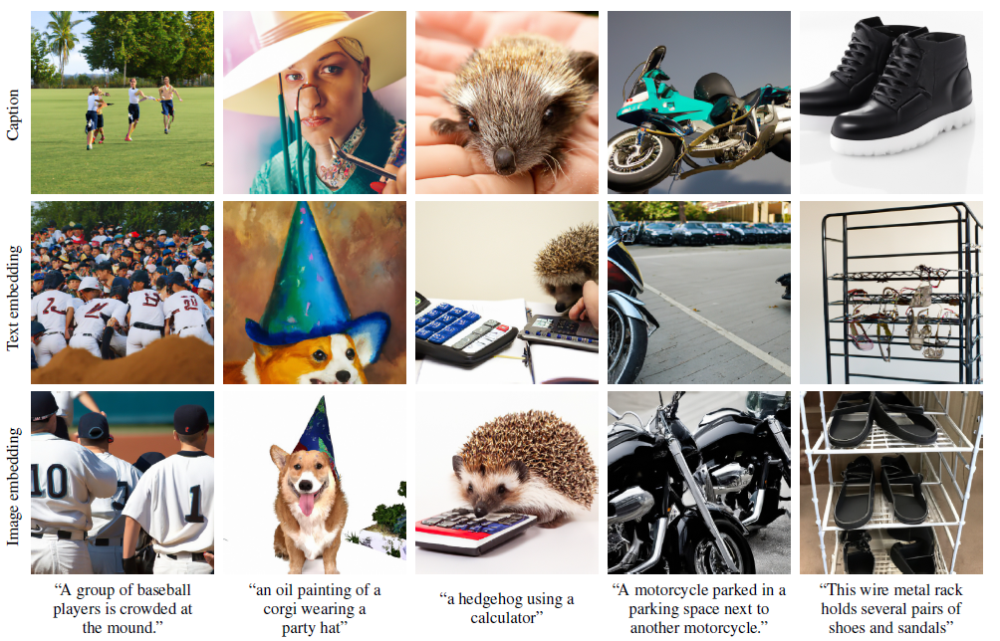 Caption
Text embedding
Image embedding
10
1
"A group of baseball
players is crowded at
the mound."
"an oil painting of a
corgi wearing a
party hat"
"a hedgehog using a
calculator"
"A motorcycle parked in a
parking space next to
another motorcycle."
"This wire metal rack
holds several pairs of
shoes and sandals"